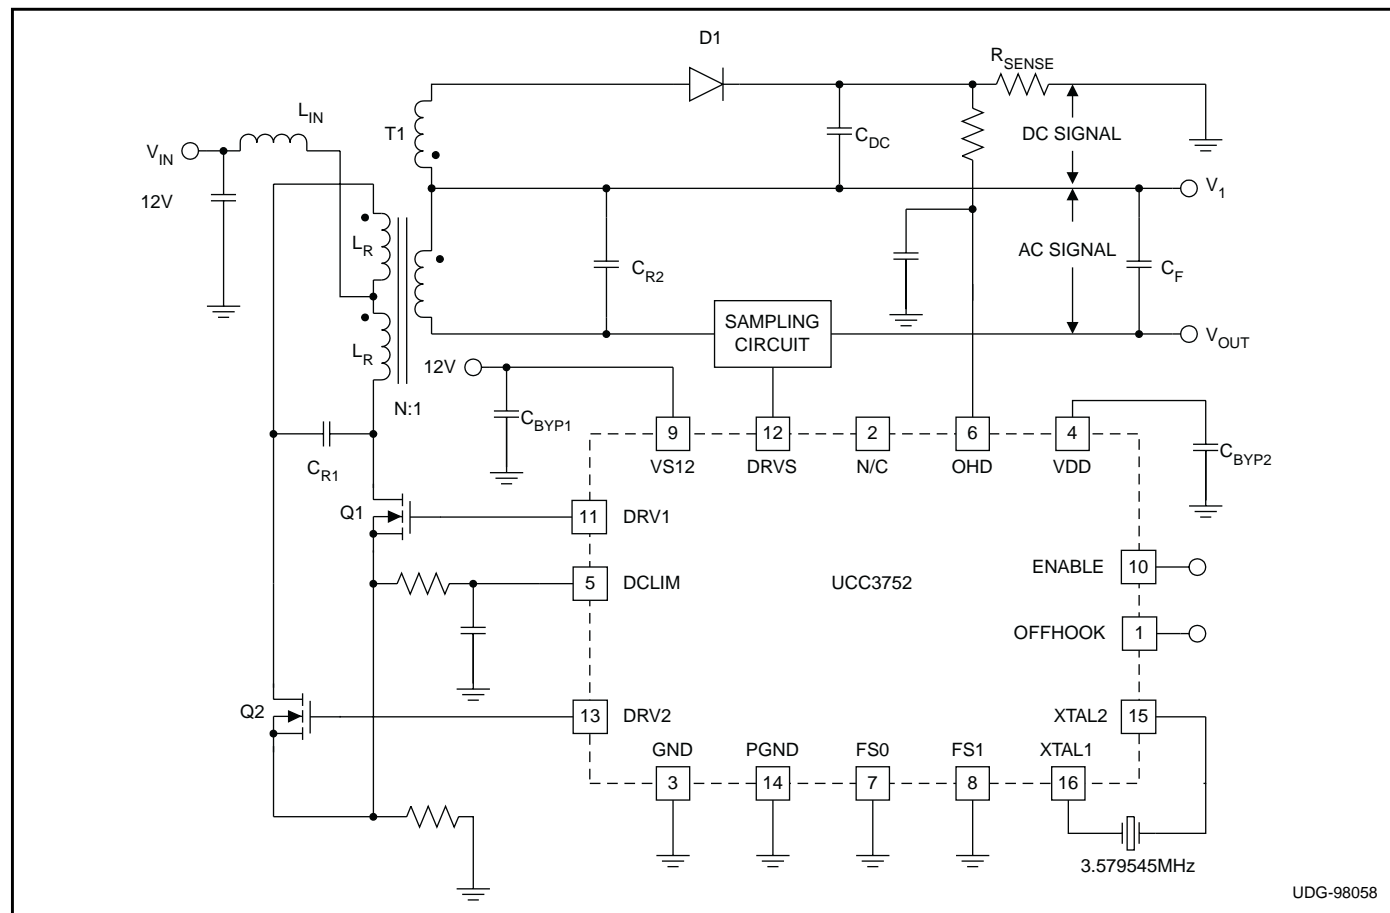 D1
R_SENSE
L_IN
T1
DC SIGNAL
C_DC
V_IN
V_1
12V
L_R
AC SIGNAL
C_R2
C_F
SAMPLING
CIRCUIT
L_R
V_OUT
12V
N:1
C_BYP1
9
12
2
6
4
C_BYP2
VS12
DRVS
N/C
OHD
VDD
C_R1
Q1
11
DRV1
ENABLE
10
5
DCLIM
UCC3752
OFFHOOK
1
Q2
13
DRV2
XTAL2
15
GND
PGND
FS0
FS1
XTAL1
3
14
7
8
16
3.579545MHz
UDG-98058